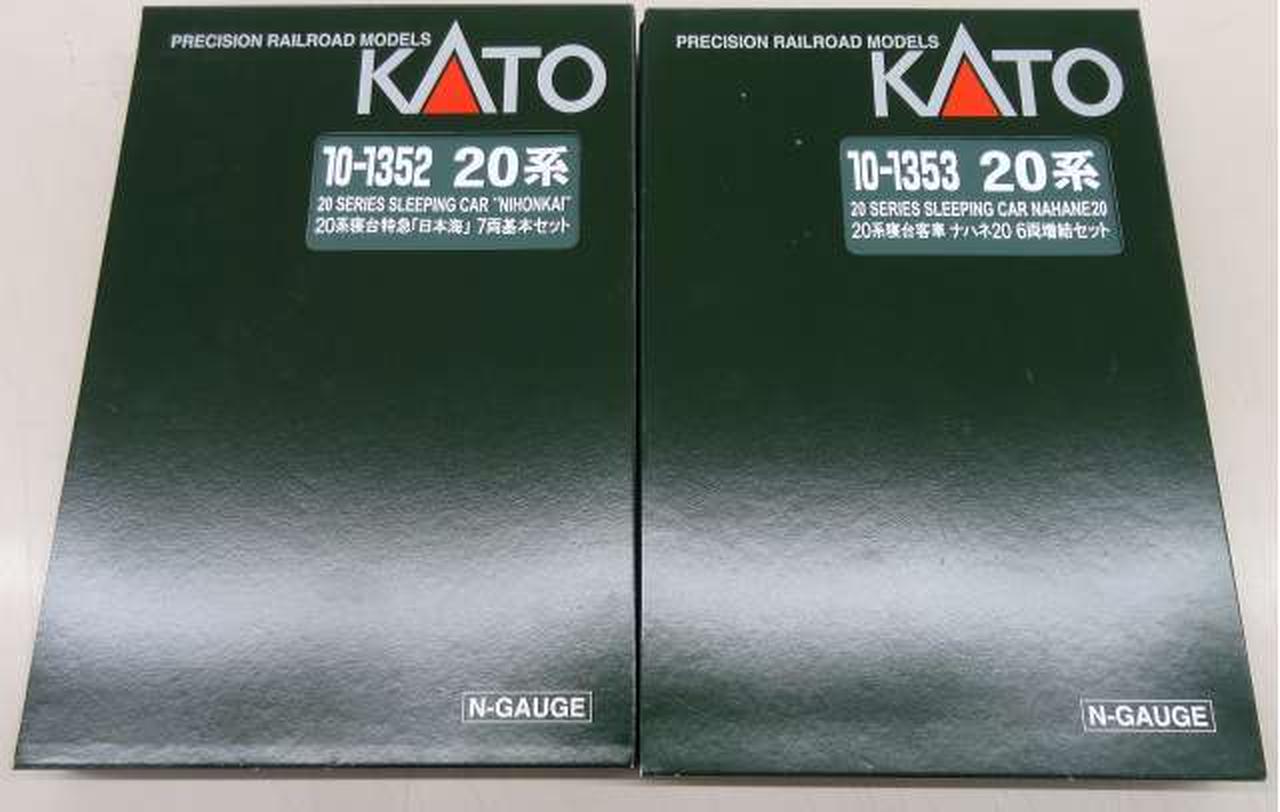 PRECISION RAILROAD MODELS
KATO
10-1352 20系
20 SERIES SLEEPING CAR "NIHONKAI"
20系寝台特急「日本海」 7両基本セット
N-GAUGE
PRECISION RAILROAD MODELS
KATO
10-1353 20系
20 SERIES SLEEPING CAR NAHANE20
20系寝台客車 ナハネ20 6両増結セット
N-GAUGE